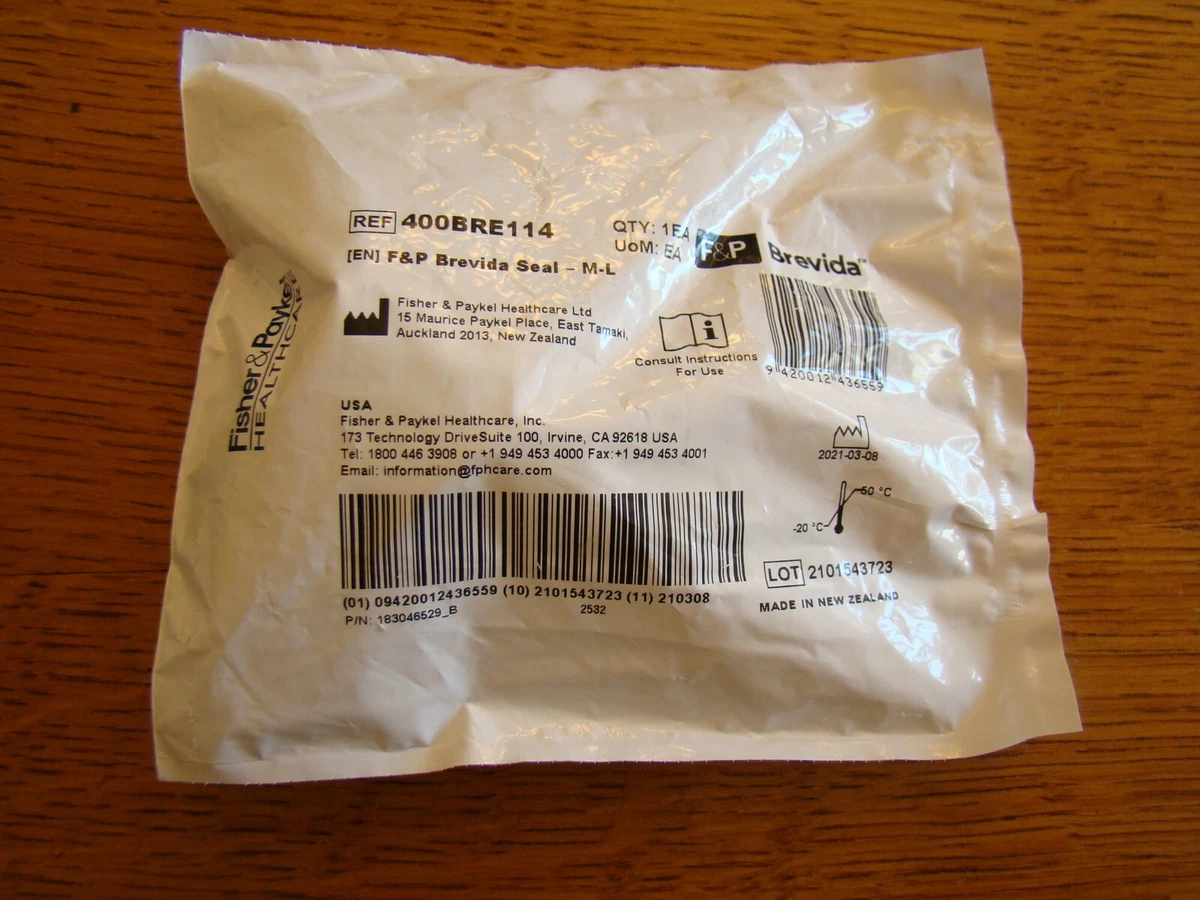 REF 400BRE114
QTY: 1EA
UoM: EA
F&P Brevida™
[EN] F&P Brevida Seal – M-L
Fisher & Paykel Healthcare Ltd
15 Maurice Paykel Place, East Tamaki,
Auckland 2013, New Zealand
Consult Instructions
For Use
9 420012 436559
Fisher&Paykel
HEALTHCARE
USA
Fisher & Paykel Healthcare, Inc.
173 Technology DriveSuite 100, Irvine, CA 92618 USA
Tel: 1800 446 3908 or +1 949 453 4000 Fax:+1 949 453 4001
Email: information@fphcare.com
2021-03-08
50 °C
-20 °C
(01) 09420012436559 (10) 2101543723 (11) 210308
P/N: 183046529_B
2532
LOT 2101543723
MADE IN NEW ZEALAND